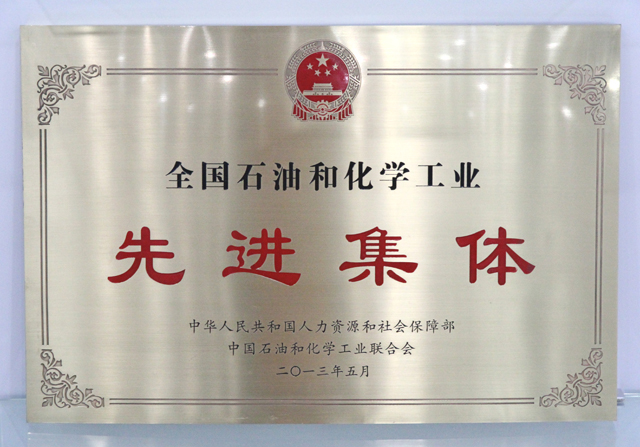 全国石油和化学工业
先进集体
中华人民共和国人力资源和社会保障部
中国石油和化学工业联合会
二〇一三年五月